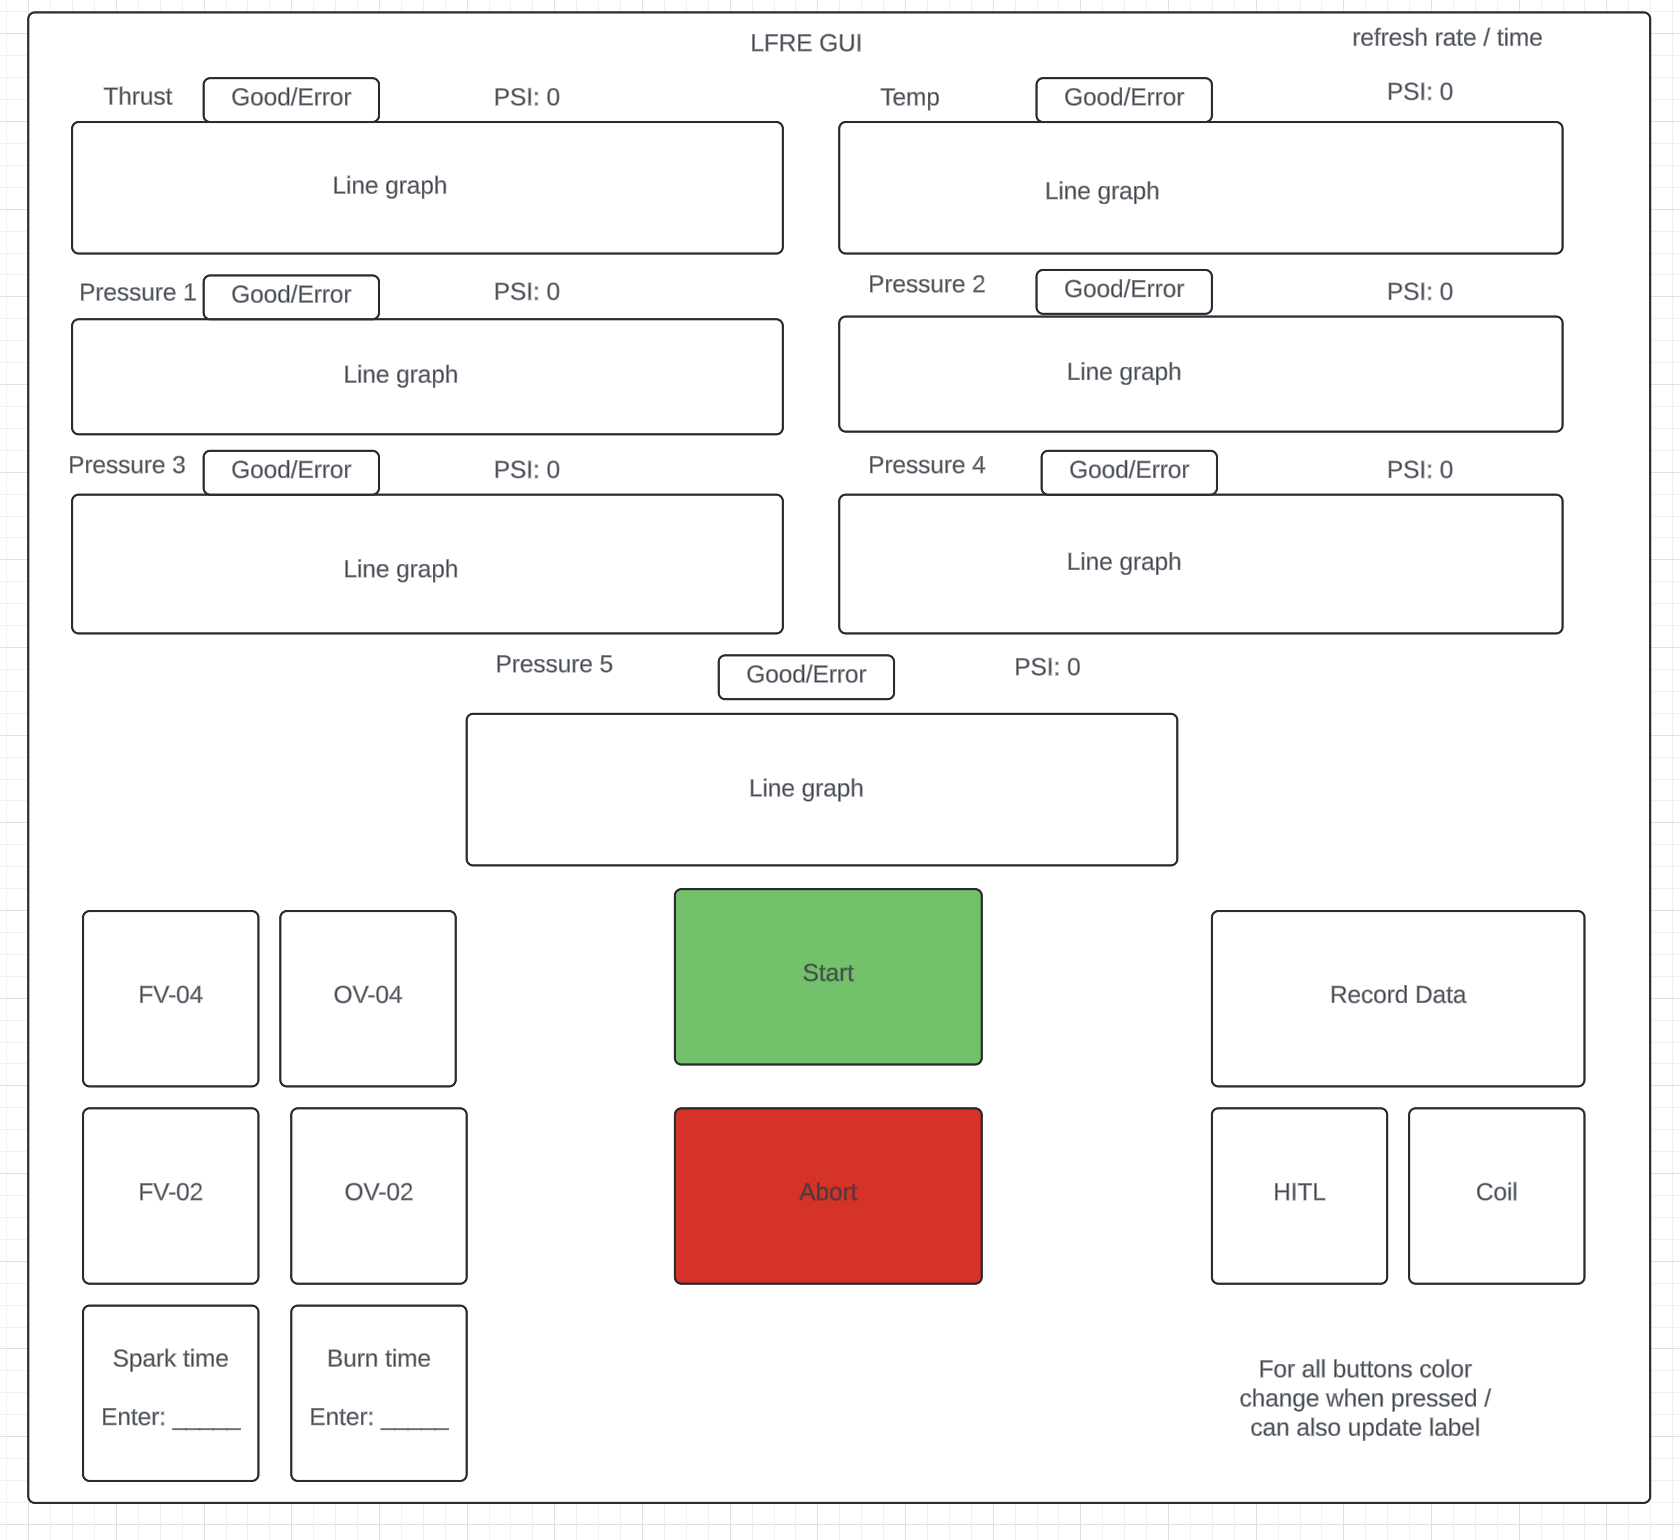 LFRE GUI
refresh rate / time
Thrust
Good/Error
PSI: 0
Temp
Good/Error
PSI: 0
Line graph
Line graph
Pressure 1
Good/Error
PSI: 0
Pressure 2
Good/Error
PSI: 0
Line graph
Line graph
Pressure 3
Good/Error
PSI: 0
Pressure 4
Good/Error
PSI: 0
Line graph
Line graph
Pressure 5
Good/Error
PSI: 0
Line graph
FV-04
OV-04
Start
Record Data
FV-02
OV-02
Abort
HITL
Coil
Spark time
Enter: _____
Burn time
Enter: _____
For all buttons color
change when pressed /
can also update label